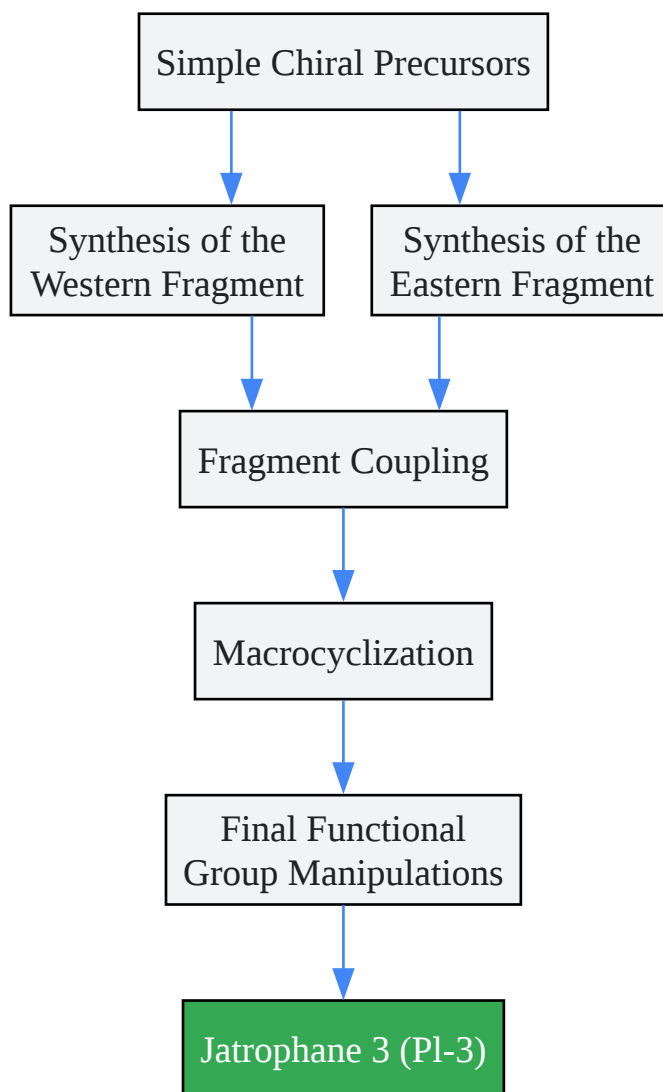 Simple Chiral Precursors
Synthesis of the
Western Fragment
Synthesis of the
Eastern Fragment
Fragment Coupling
Macrocyclization
Final Functional
Group Manipulations
Jatrophane 3 (Pl-3)